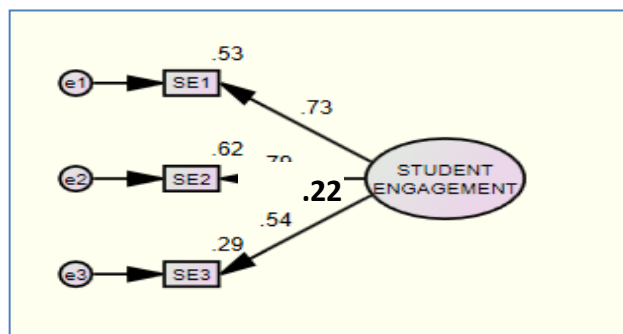 .53
e1 SE1
.73
.62
e2 SE2
STUDENT
ENGAGEMENT
.22
.54
.29
e3 SE3